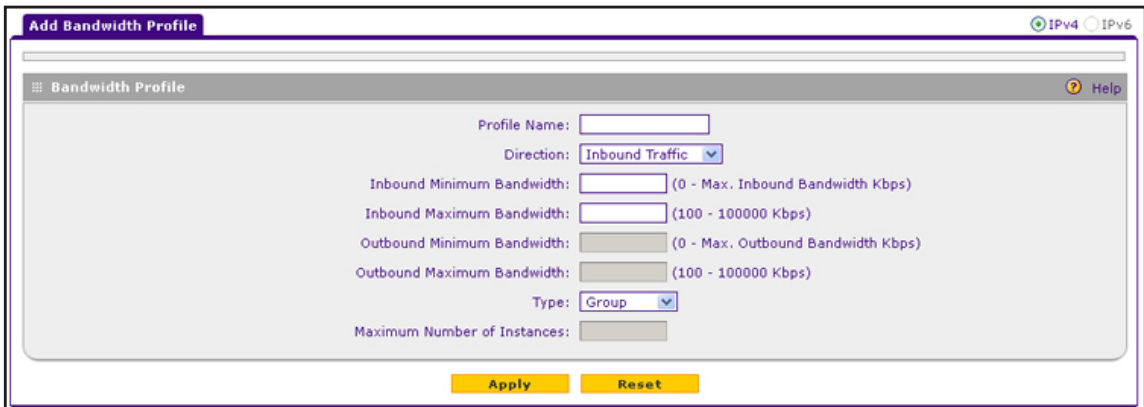 Add Bandwidth Profile
IPv4 IPv6
Bandwidth Profile
Help
Profile Name:
Direction: Inbound Traffic
Inbound Minimum Bandwidth: (0 - Max. Inbound Bandwidth Kbps)
Inbound Maximum Bandwidth: (100 - 100000 Kbps)
Outbound Minimum Bandwidth: (0 - Max. Outbound Bandwidth Kbps)
Outbound Maximum Bandwidth: (100 - 100000 Kbps)
Type: Group
Maximum Number of Instances:
Apply Reset